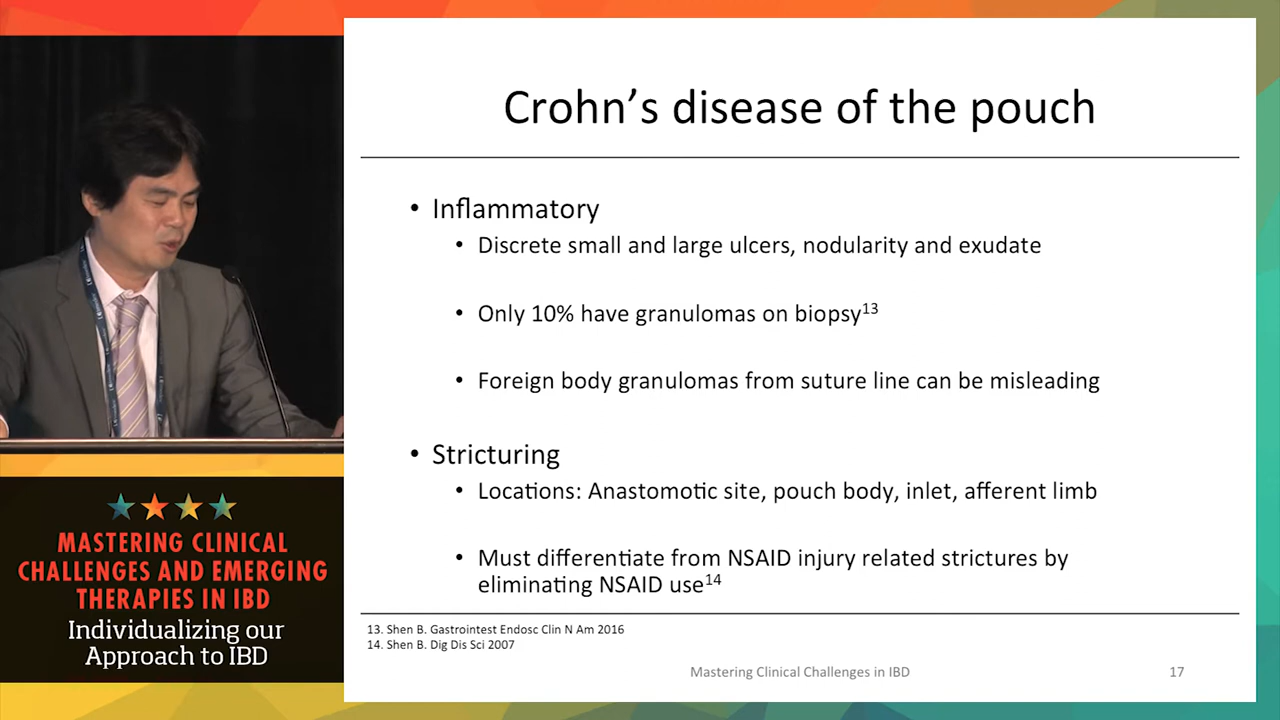 Crohn’s disease of the pouch
• Inflammatory
• Discrete small and large ulcers, nodularity and exudate
• Only 10% have granulomas on biopsy13
• Foreign body granulomas from suture line can be misleading
• Stricturing
• Locations: Anastomotic site, pouch body, inlet, afferent limb
• Must differentiate from NSAID injury related strictures by
eliminating NSAID use14
13. Shen B. Gastrointest Endosc Clin N Am 2016
14. Shen B. Dig Dis Sci 2007
Mastering Clinical Challenges in IBD
17
MASTERING CLINICAL
CHALLENGES AND EMERGING
THERAPIES IN IBD
Individualizing our
Approach to IBD